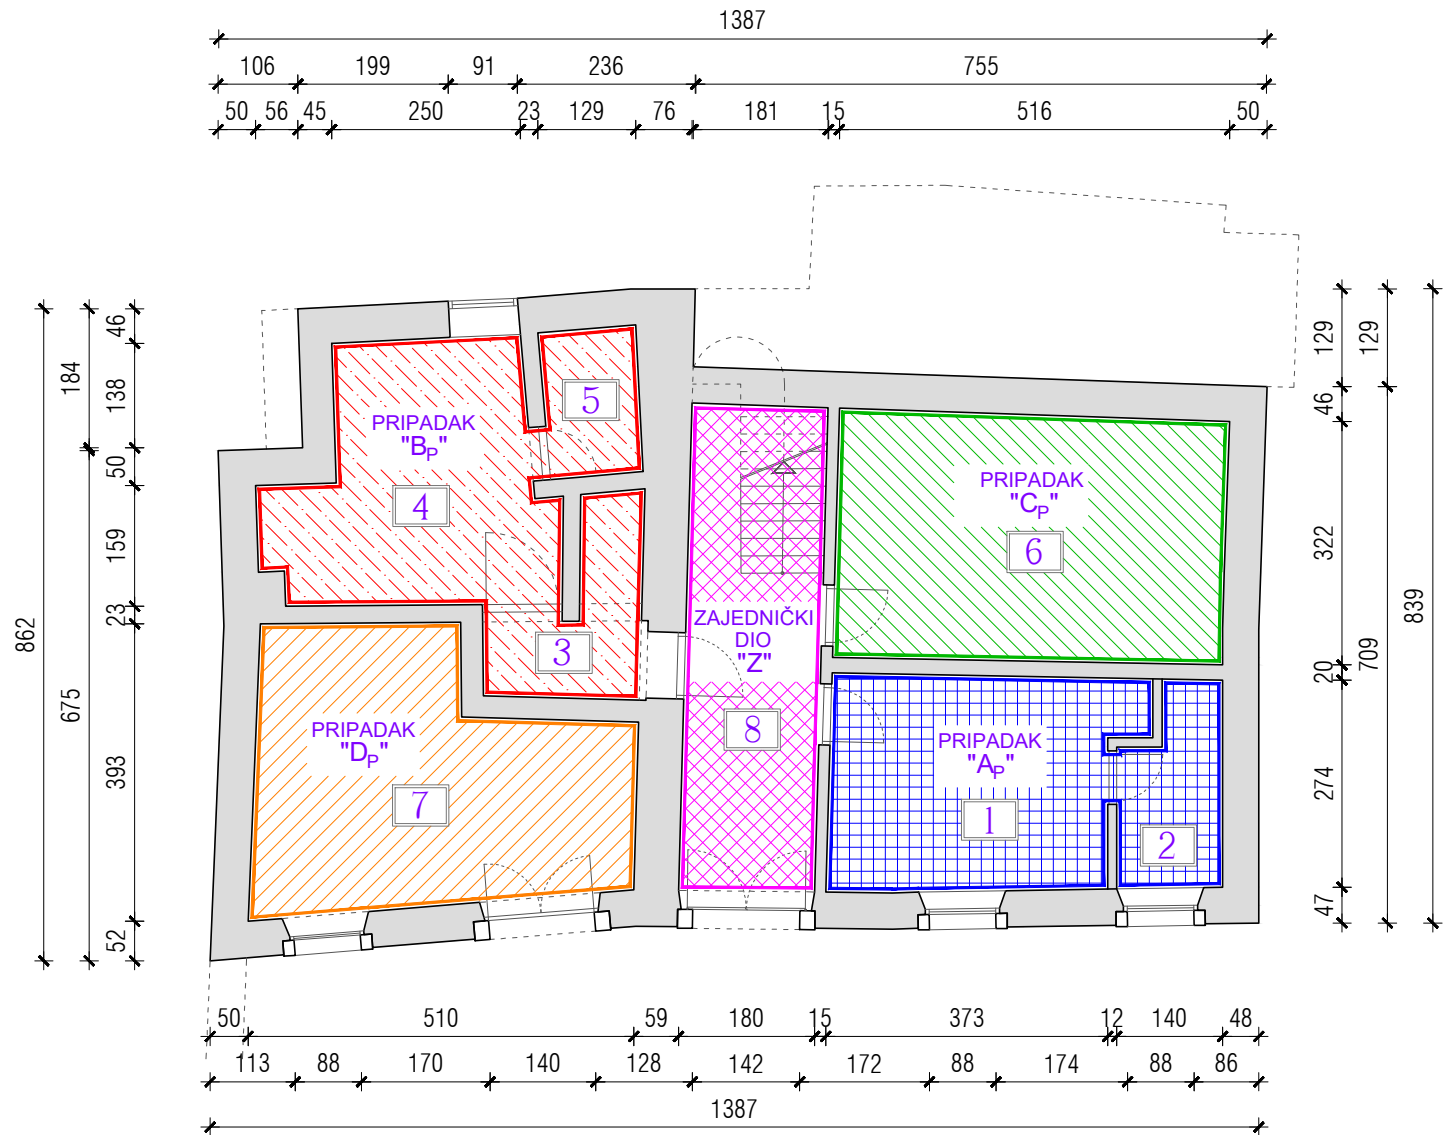 1387
106 199 91 236 755
50 56 45 250 23 129 76 181 15 516 50
862
184 675
46 138 50 159 23 393 52
129 46 322 20 274 47
129 709
839
5
PRIPADAK
"BP"
4
PRIPADAK
"CP"
6
ZAJEDNIČKI
DIO
"Z"
8
3
PRIPADAK
"DP"
7
PRIPADAK
"AP"
1
2
50 510 59 180 15 373 12 140 48
113 88 170 140 128 142 172 88 174 88 86
1387